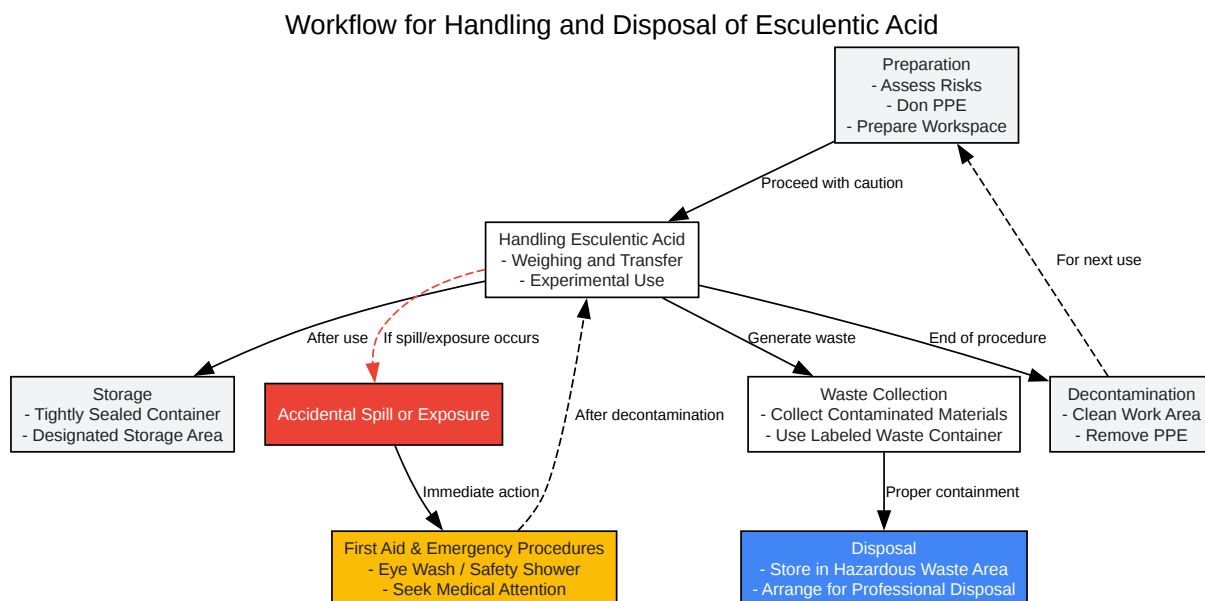 Workflow for Handling and Disposal of Esculentic Acid
Preparation
- Assess Risks
- Don PPE
- Prepare Workspace
Proceed with caution
Handling Esculentic Acid
- Weighing and Transfer
- Experimental Use
For next use
After use
If spill/exposure occurs
Generate waste
End of procedure
Storage
- Tightly Sealed Container
- Designated Storage Area
Accidental Spill or Exposure
After decontamination
Waste Collection
- Collect Contaminated Materials
- Use Labeled Waste Container
Decontamination
- Clean Work Area
- Remove PPE
Immediate action
Proper containment
First Aid & Emergency Procedures
- Eye Wash / Safety Shower
- Seek Medical Attention
Disposal
- Store in Hazardous Waste Area
- Arrange for Professional Disposal